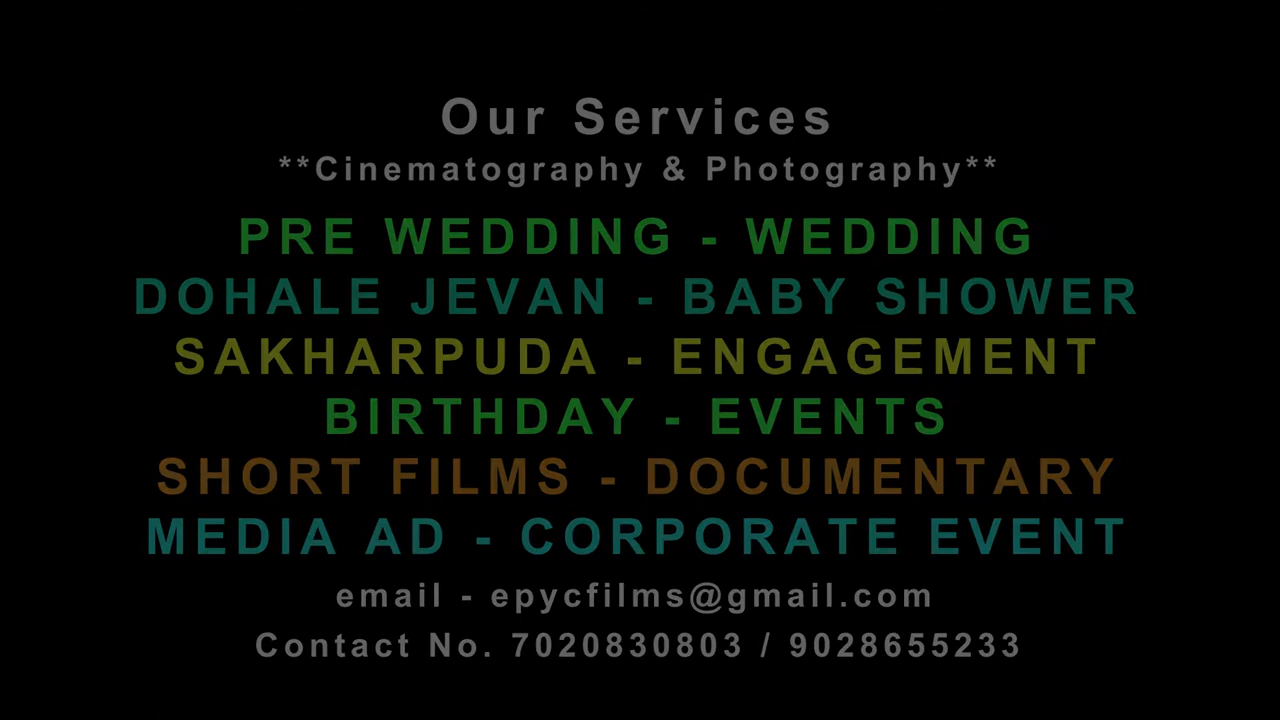 Our Services
**Cinematography & Photography**
PRE WEDDING - WEDDING
DOHALE JEVAN - BABY SHOWER
SAKHARPUDA - ENGAGEMENT
BIRTHDAY - EVENTS
SHORT FILMS - DOCUMENTARY
MEDIA AD - CORPORATE EVENT
email - epycfilms@gmail.com
Contact No. 7020830803 / 9028655233